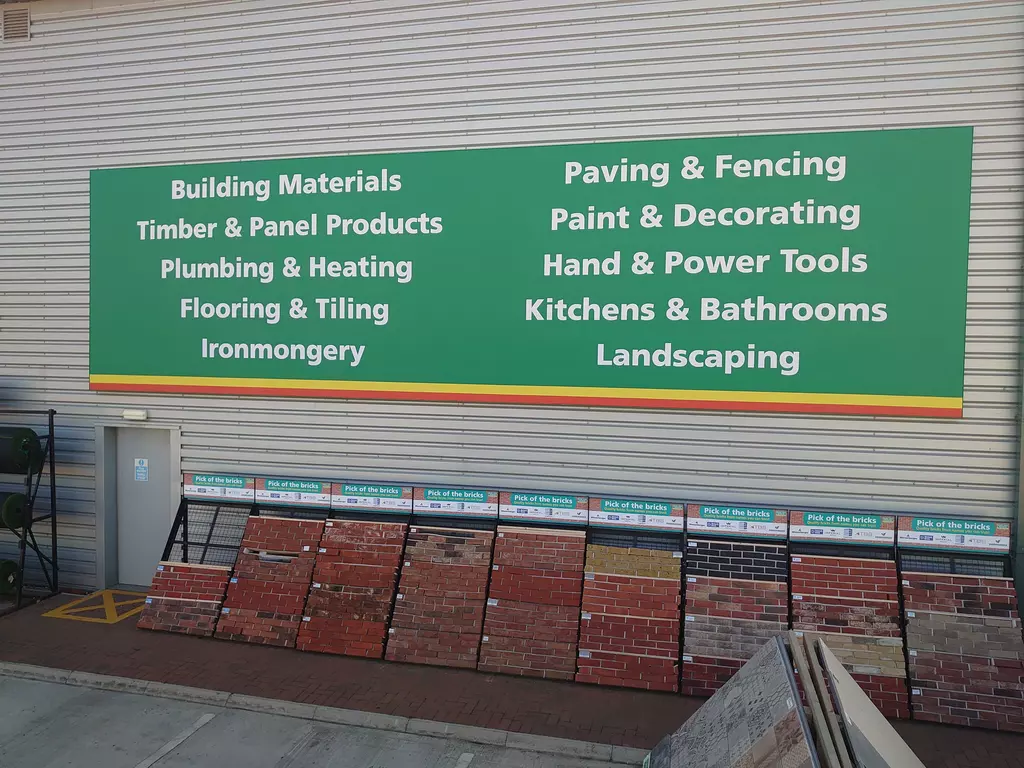 Building Materials
Timber & Panel Products
Plumbing & Heating
Flooring & Tiling
Ironmongery
Paving & Fencing
Paint & Decorating
Hand & Power Tools
Kitchens & Bathrooms
Landscaping
Pick of the bricks
Pick of the bricks
Pick of the bricks
Pick of the bricks
Pick of the bricks
Pick of the bricks
Pick of the bricks
Pick of the bricks
Pick of the bricks